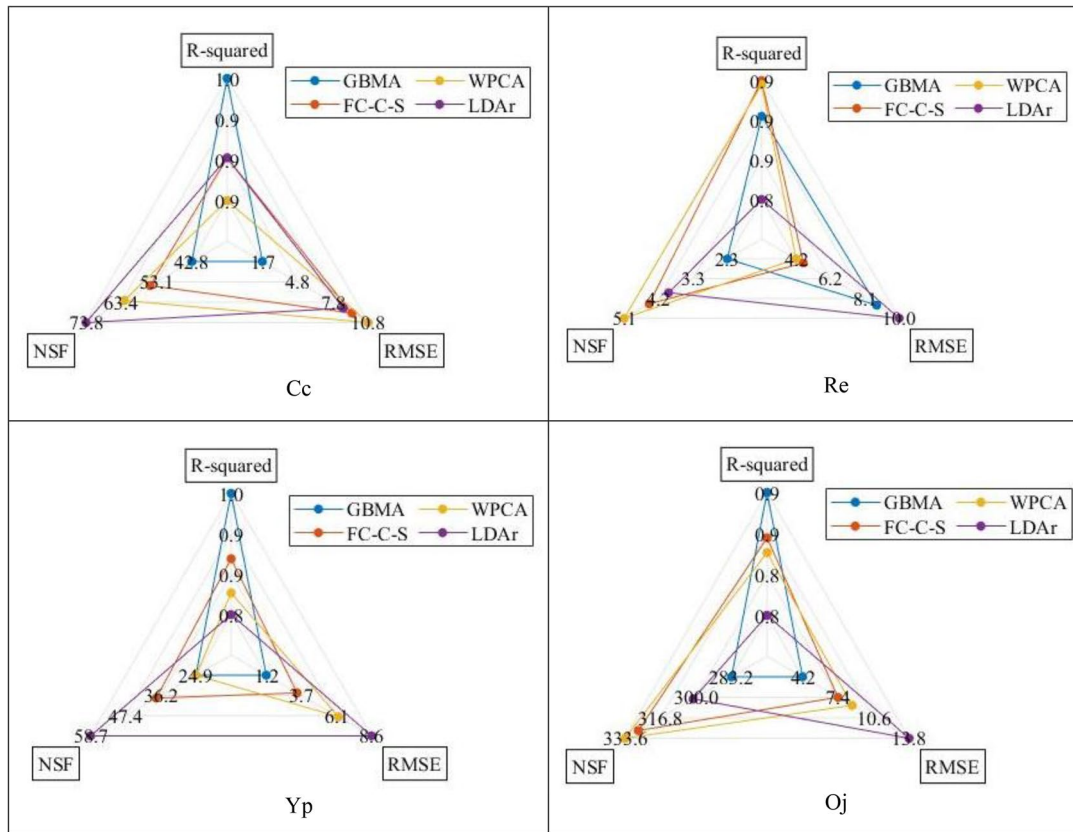 R-squared
1.0
GBMA WPCA
FC-C-S LDAr
0.9
0.9
0.9
42.8 1.7
53.1 4.8
63.4 7.8
73.8 10.8
NSF RMSE
Cc
R-squared
0.9
GBMA WPCA
FC-C-S LDAr
0.9
0.9
0.8
2.3 4.2
3.3 6.2
4.2 8.1
5.1 10.0
NSF RMSE
Re
R-squared
1.0
GBMA WPCA
FC-C-S LDAr
0.9
0.9
0.8
24.9 1.2
36.2 3.7
47.4 6.1
58.7 8.6
NSF RMSE
Yp
R-squared
0.9
GBMA WPCA
FC-C-S LDAr
0.9
0.8
0.8
283.2 4.2
300.0 7.4
316.8 10.6
333.6 13.8
NSF RMSE
Oj